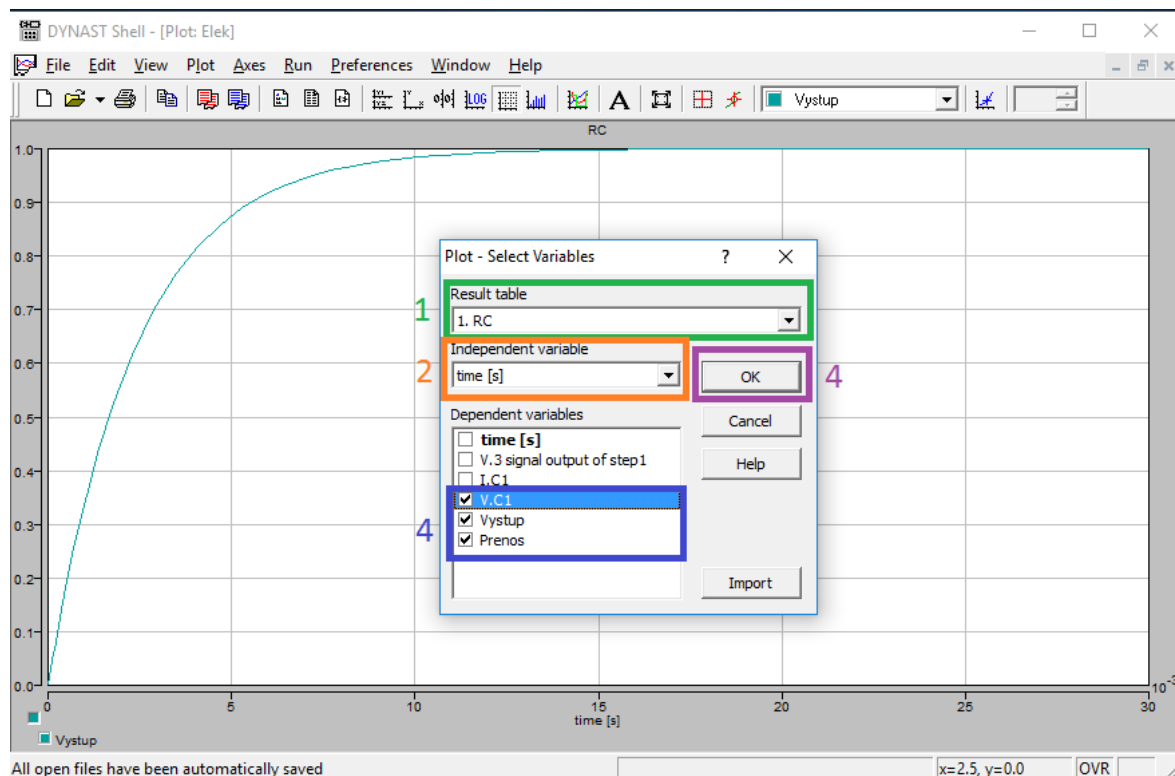 DYNAST Shell - [Plot: Elek]
File Edit View Plot Axes Run Preferences Window Help
LOG A Vystup
RC
1.0
0.9
0.8
0.7
0.6
0.5
0.4
0.3
0.2
0.1
0.0
Plot - Select Variables ?
Result table
1
1. RC
Independent variable
2
time [s]
OK
4
Dependent variables
Cancel
time [s]
V.3 signal output of step1
Help
I.C1
V.C1
4
Vystup
Prenos
Import
0 5 10 15 20 25 30
10⁻³
time [s]
Vystup
All open files have been automatically saved
x=2.5, y=0.0 OVR